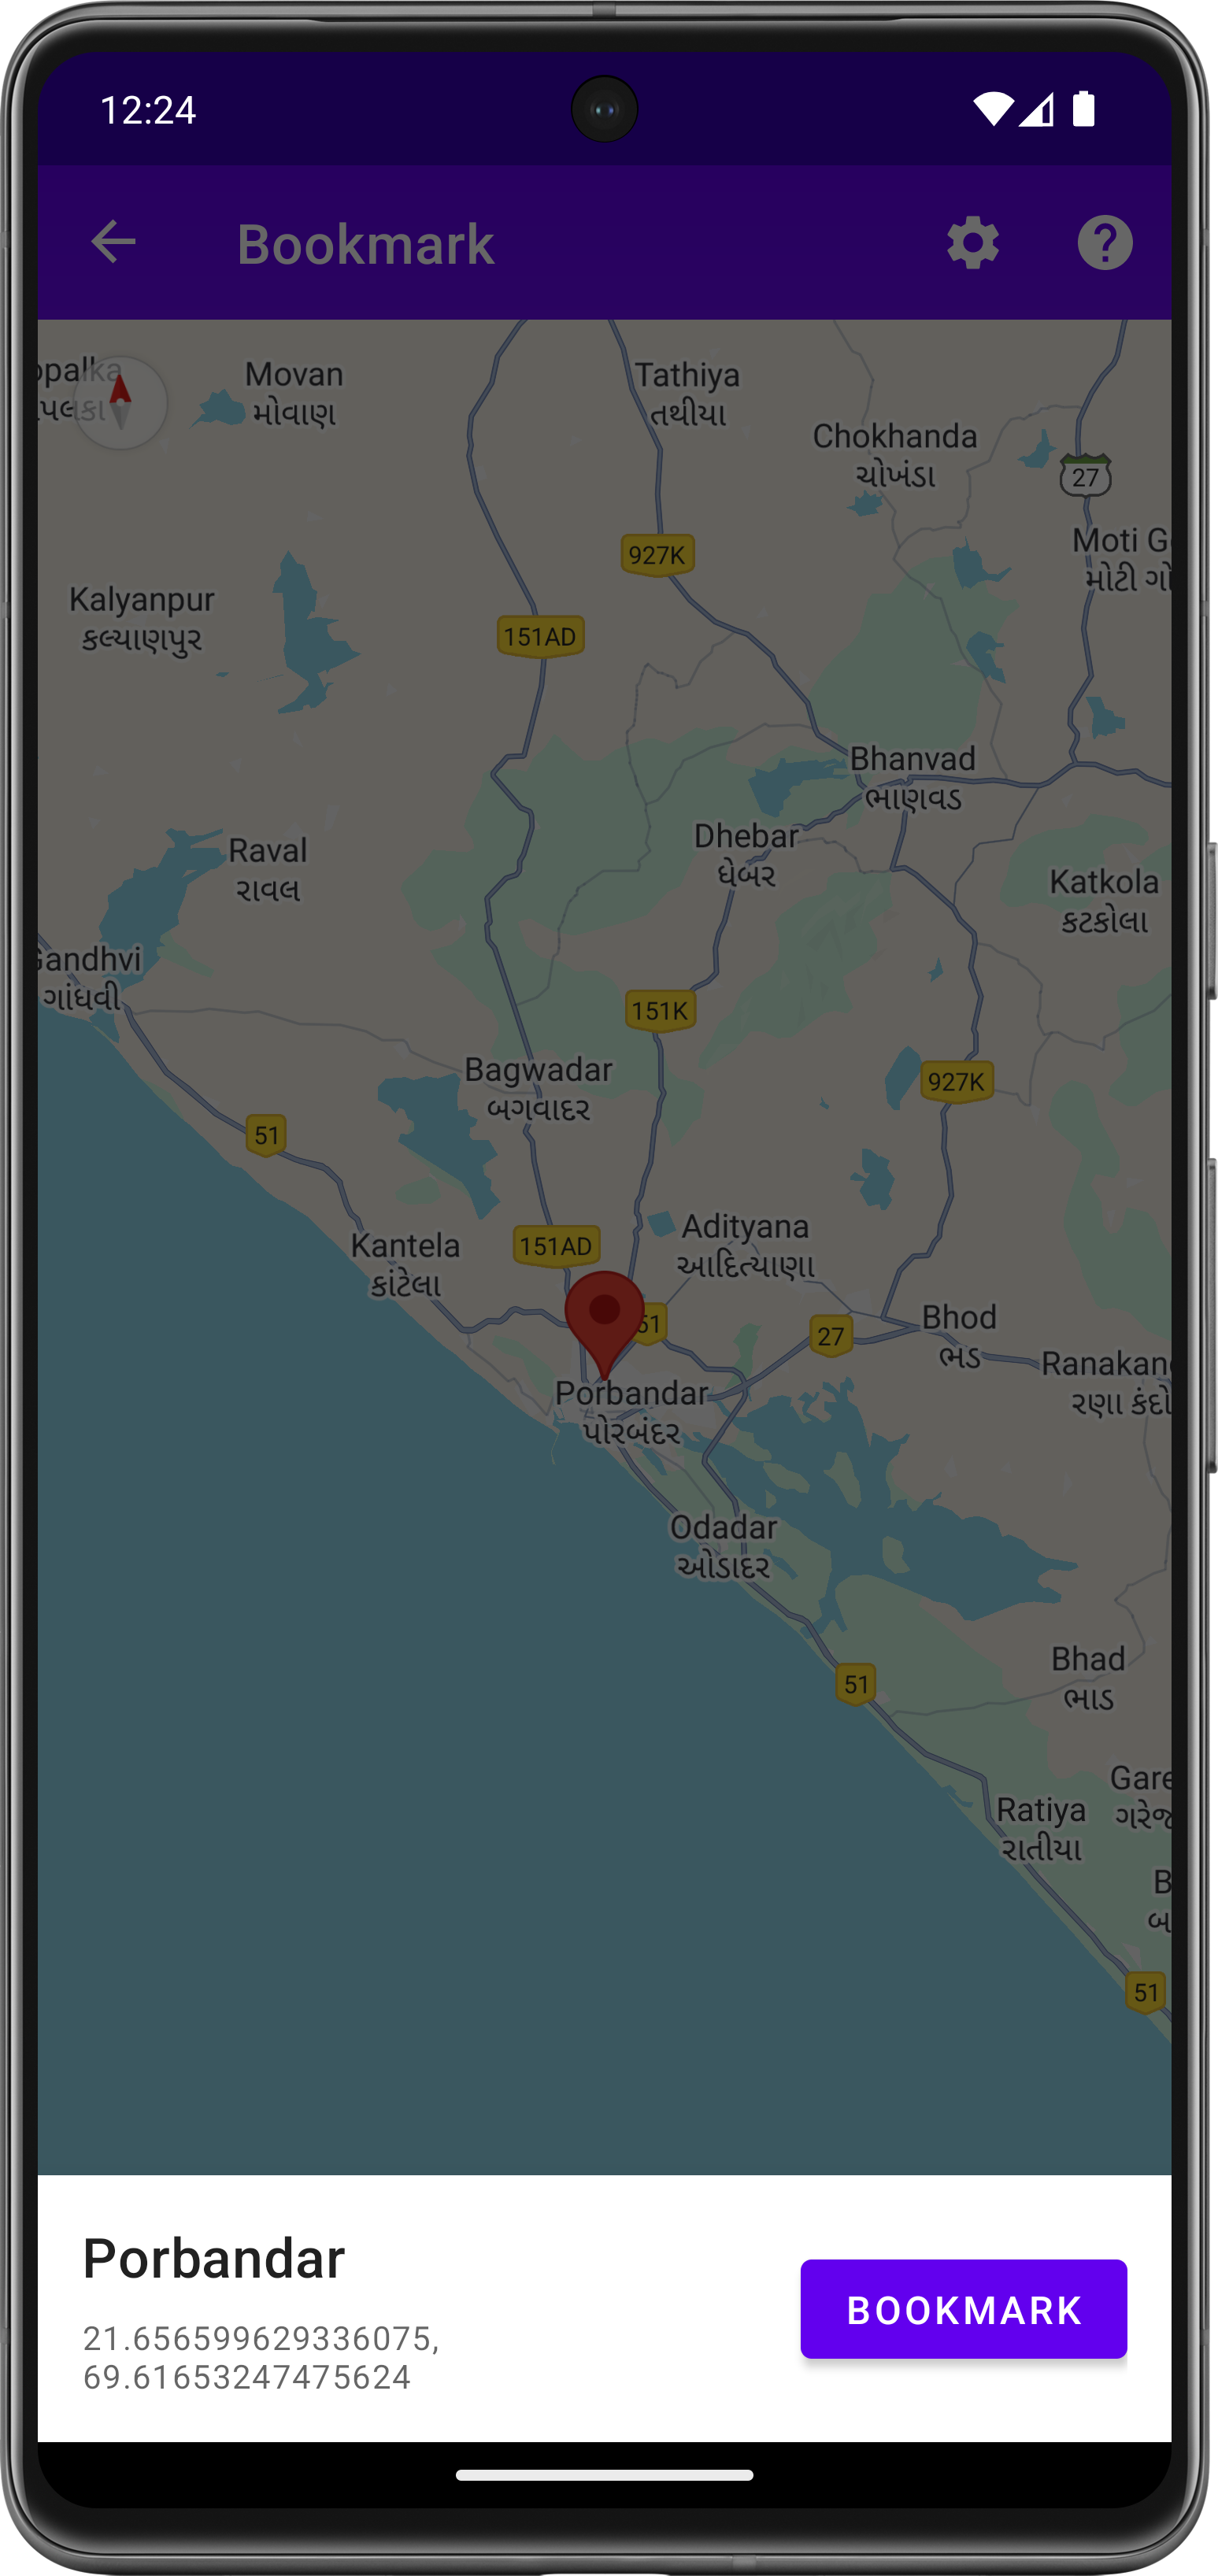 12:24
Bookmark
opalka
પલકા
Movan
મોવાણ
Tathiya
તથીયા
Chokhanda
ચોખંડા
27
Moti G
મોટી ગો
927K
Kalyanpur
કલ્યાણપુર
151AD
Bhanvad
ભાણવડ
Dhebar
ઘેબર
Raval
રાવલ
Katkola
કટકોલા
Gandhvi
ગાંધવી
151K
Bagwadar
બગવાદર
927K
51
Adityana
આદિત્યાણા
Kantela
કાંટેલા
151AD
51
27
Bhod
ભડ
Ranakand
રણા કંદો
Porbandar
પોરબંદર
Odadar
ઓડાદર
Bhad
ભાડ
51
Gare
ગરેજ
Ratiya
રાતીયા
B
બ
51
Porbandar
21.656599629336075,
69.61653247475624
BOOKMARK